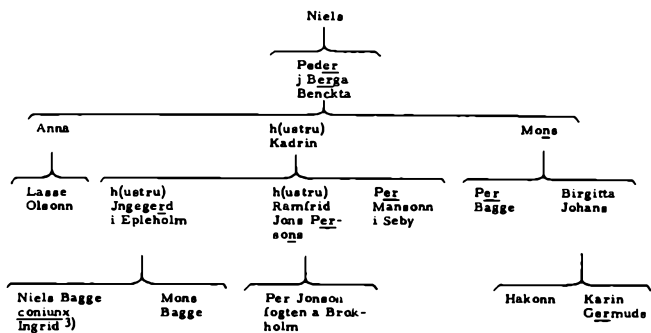 Niels
Peder
j Berga
Benckta
Anna
h(ustru)
Kadrin
Mons
Lasse
Olsonn
h(ustru)
Jngegerd
i Epleholm
h(ustru)
Ramfrid
Jons Per-
sons
Per
Månsonn
i Seby
Per
Bagge
Birgitta
Johans
Niels Bagge
coniunx
Ingrid 3)
Mons
Bagge
Per Jonson
fogten a Brok-
holm
Hakonn
Karin
Germuds